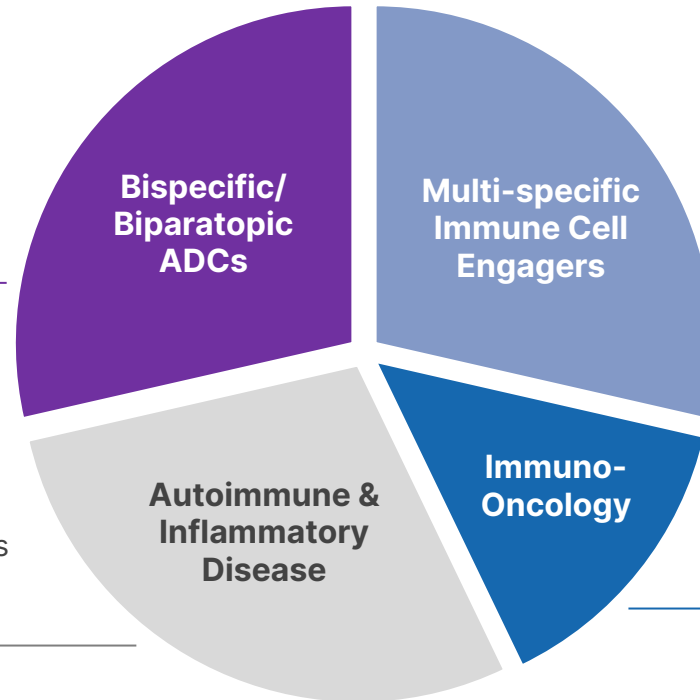 Bispecific/
Biparatopic
ADCs
Multi-specific
Immune Cell
Engagers
Immuno-
Oncology
Autoimmune &
Inflammatory
Disease
s